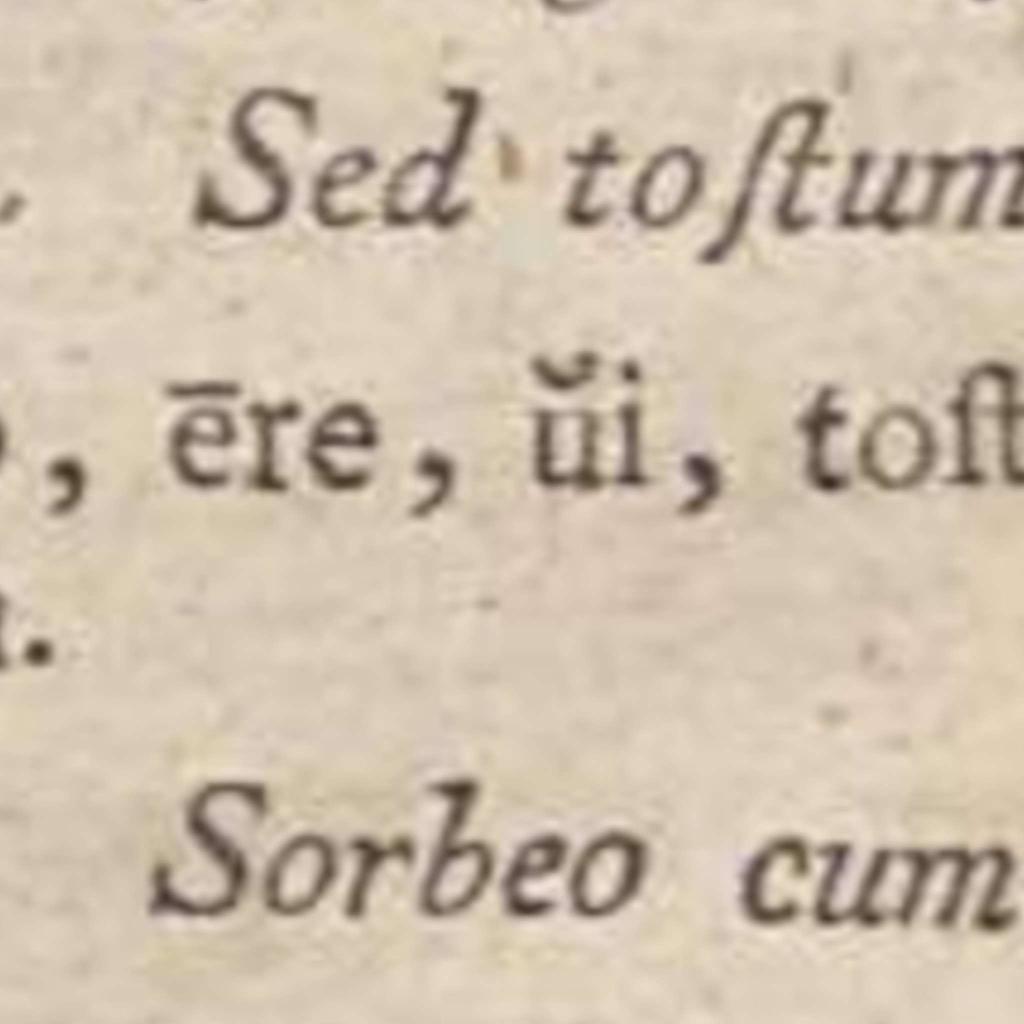 Sed toſtum
, ēre, ŭi, toſt
.
Sorbeo cum